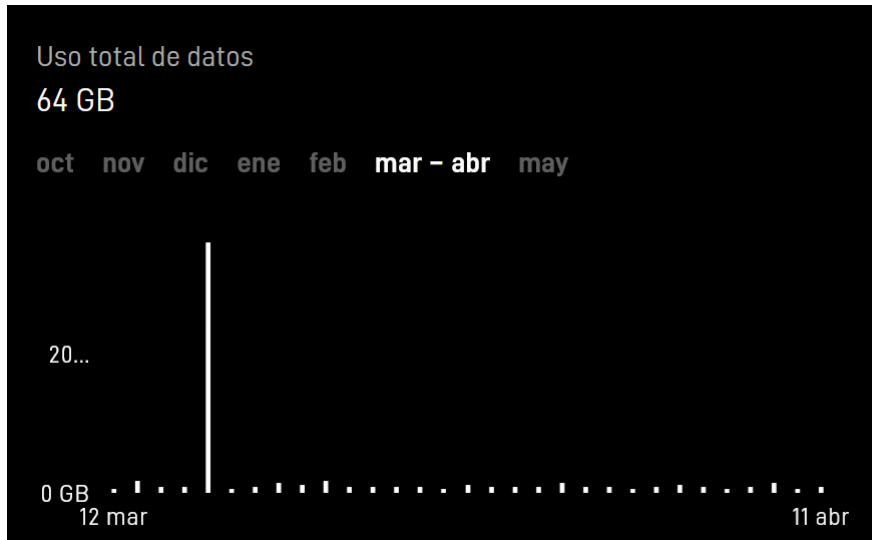 Uso total de datos
64 GB
oct nov dic ene feb mar – abr may
20...
0 GB
12 mar 11 abr